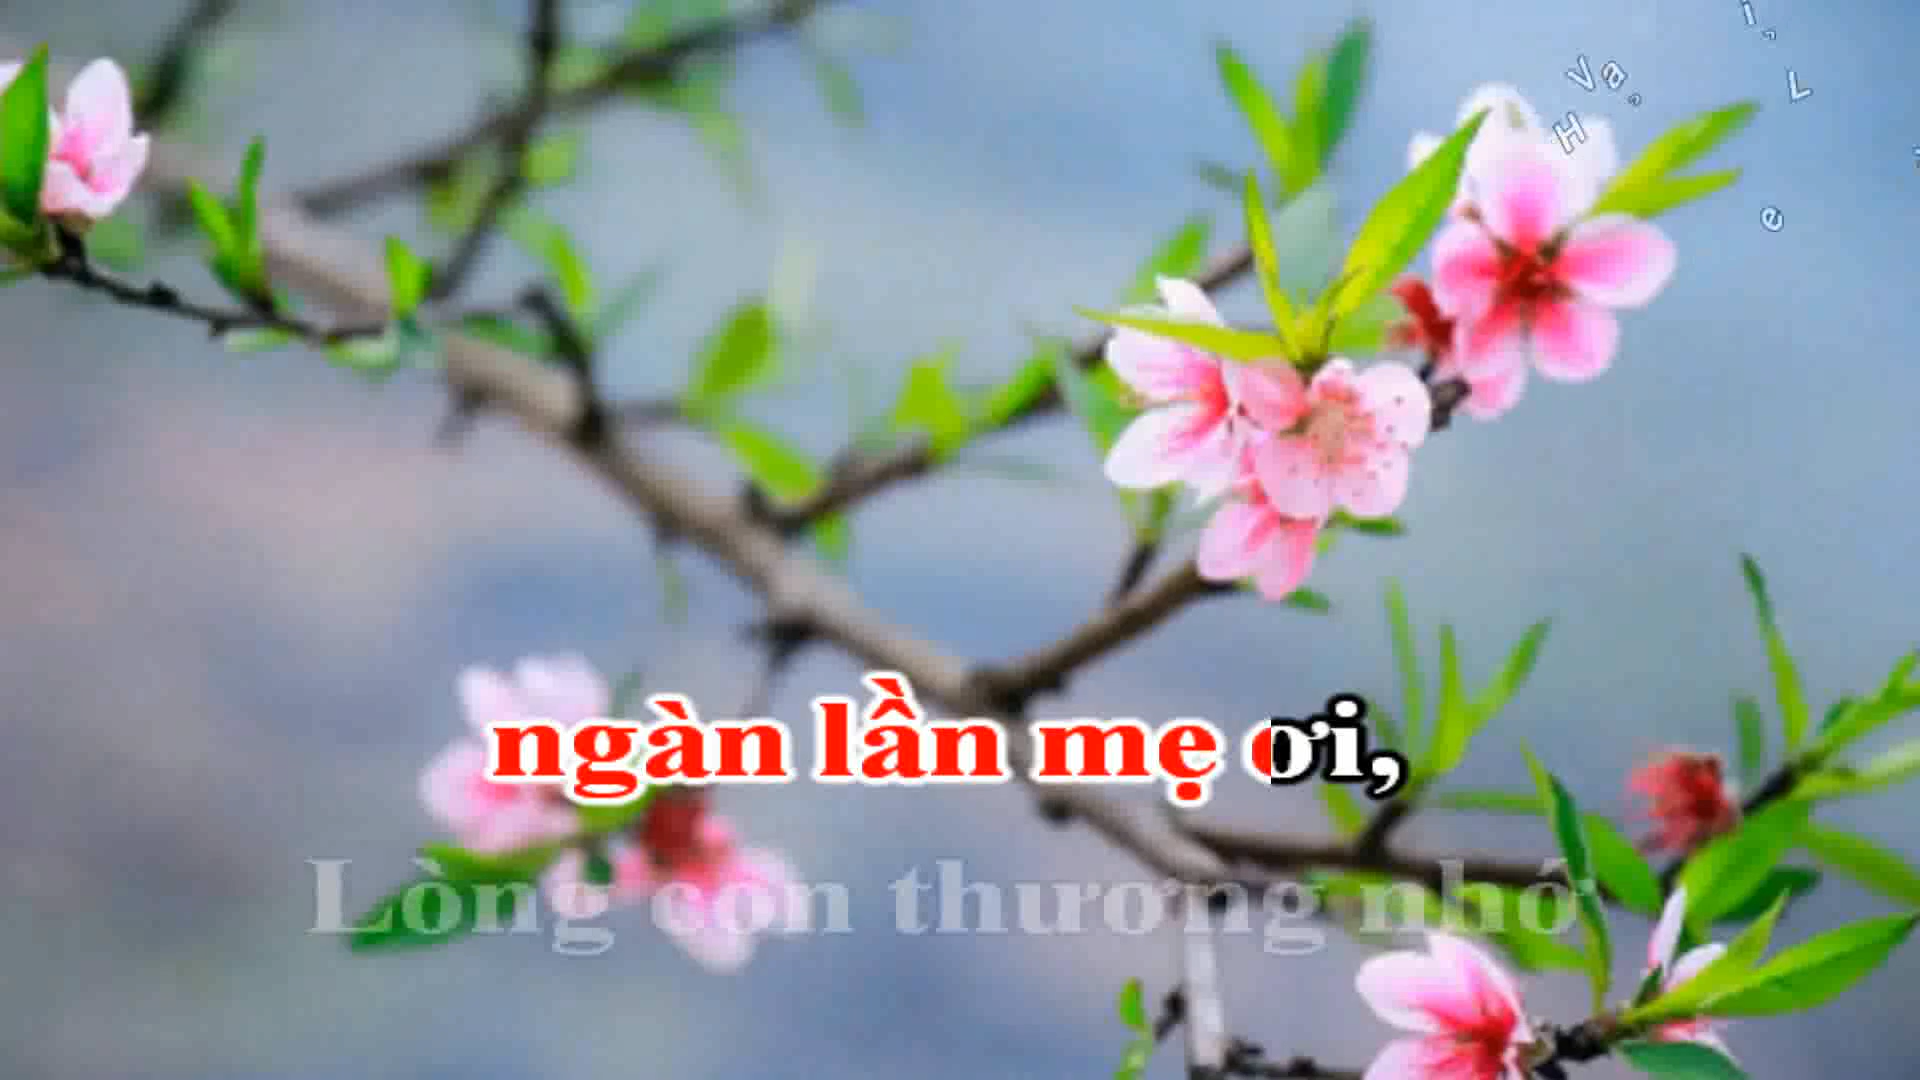 ngàn lần mẹ ơi,
Lòng con thương nhớ